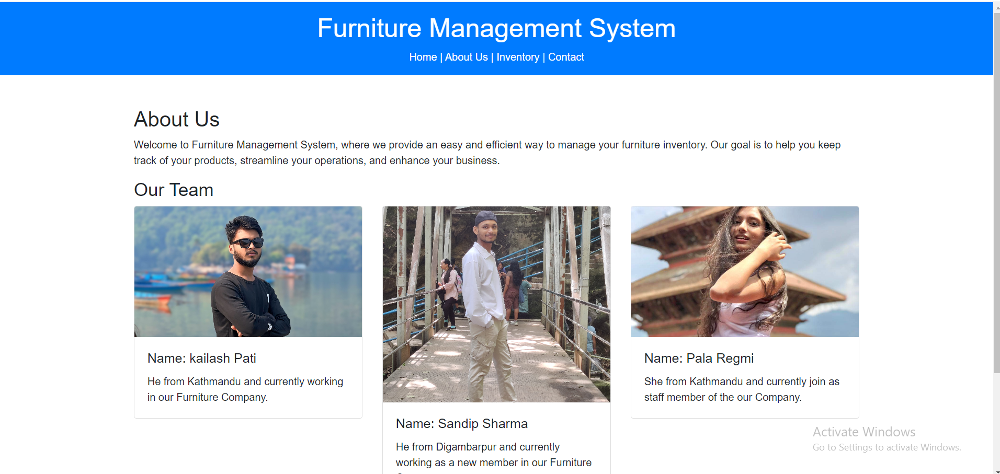 Furniture Management System
Home | About Us | Inventory | Contact
About Us
Welcome to Furniture Management System, where we provide an easy and efficient way to manage your furniture inventory. Our goal is to help you keep
track of your products, streamline your operations, and enhance your business.
Our Team
Name: kailash Pati
He from Kathmandu and currently working
in our Furniture Company.
Name: Sandip Sharma
He from Digambarpur and currently
working as a new member in our Furniture
Name: Pala Regmi
She from Kathmandu and currently join as
staff member of the our Company.
Activate Windows
Go to Settings to activate Windows.